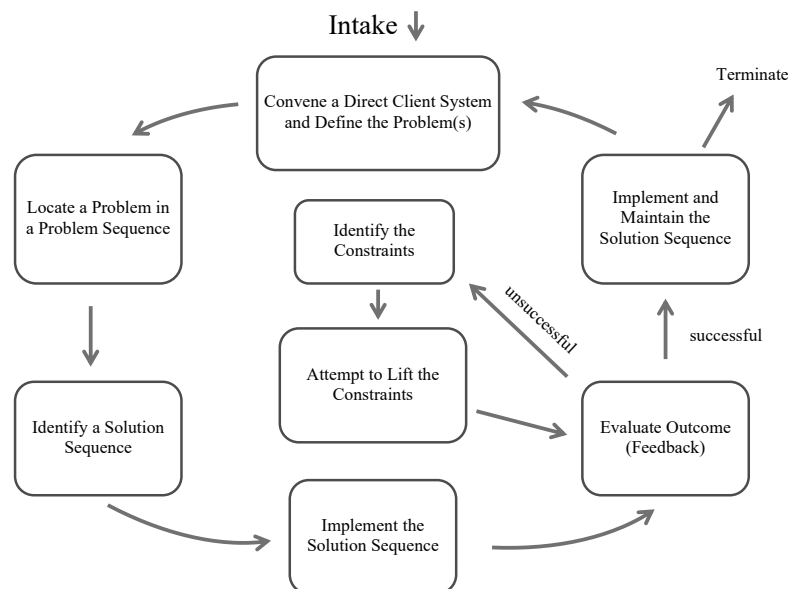 Intake
Terminate
Convene a Direct Client System
and Define the Problem(s)
Locate a Problem in
a Problem Sequence
Identify the
Constraints
Implement and
Maintain the
Solution Sequence
unsuccessful
successful
Attempt to Lift the
Constraints
Identify a Solution
Sequence
Evaluate Outcome
(Feedback)
Implement the
Solution Sequence